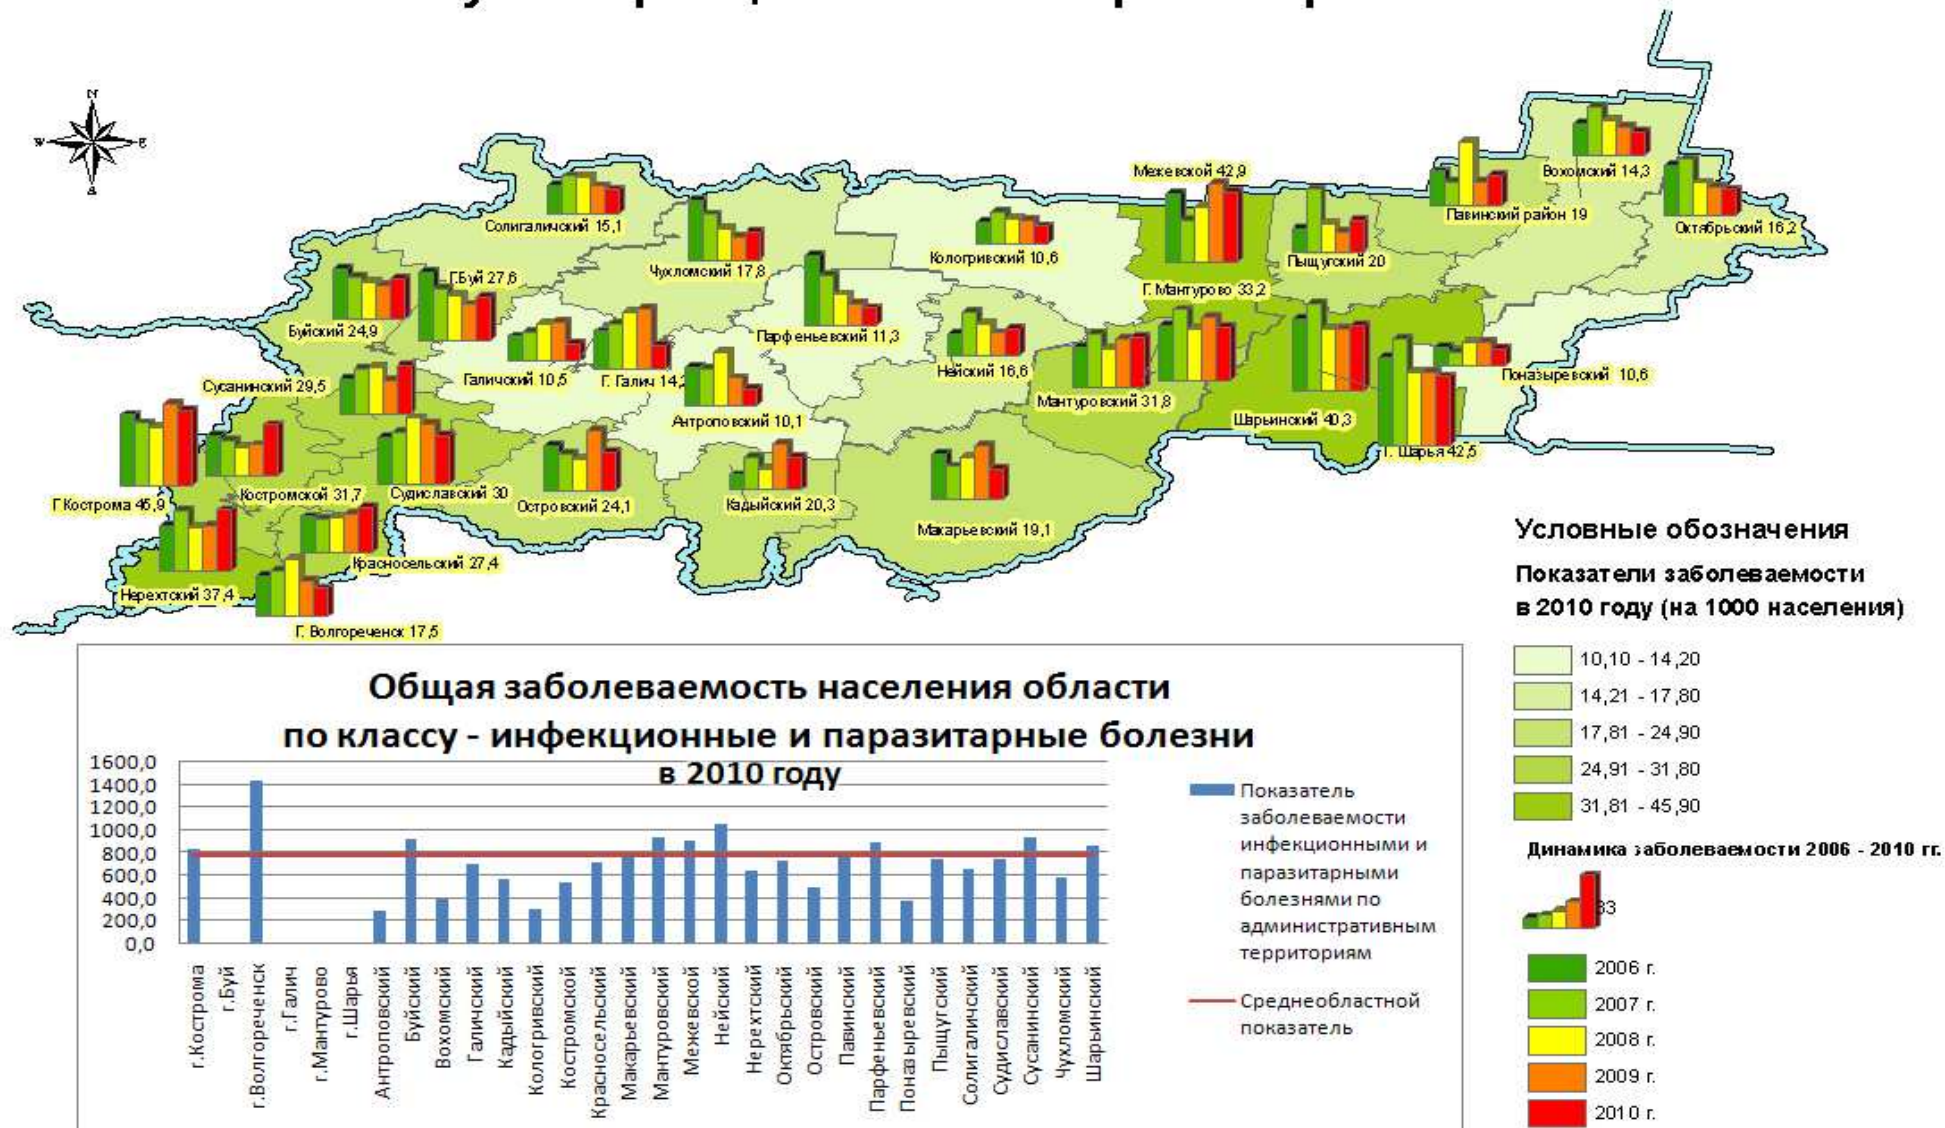 N
W
E
Межевской 42,9
Вохомский 14,3
Павинский район 19
Октябрьский 16,2
Солигаличский 15,1
Чухломский 17,8
Кологривский 10,6
Пыщугский 20
Г.Буй 27,6
Г. Мантурово 33,2
Буйский 24,9
Парфеньевский 11,3
Сусанинский 29,5
Галичский 10,5
Г. Галич 14,
Нейский 16,6
Поназыревский 10,6
Антроповский 10,1
Мантуровский 31,8
Шарьинский 40,3
Г. Шарья 42,5
Г Кострома 45,9
Костромской 31,7
Судиславский 30
Островский 24,1
Кадыйский 20,3
Макарьевский 19,1
Красносельский 27,4
Нерехтский 37,4
Г. Волгореченск 17,5
Условные обозначения
Показатели заболеваемости
в 2010 году (на 1000 населения)
10,10 - 14,20
14,21 - 17,80
17,81 - 24,90
24,91 - 31,80
31,81 - 45,90
Динамика заболеваемости 2006 - 2010 гг.
33
2006 г.
2007 г.
2008 г.
2009 г.
2010 г.
Общая заболеваемость населения области
по классу - инфекционные и паразитарные болезни
в 2010 году
1600,0
1400,0
1200,0
1000,0
800,0
600,0
400,0
200,0
0,0
г.Кострома
г.Буй
г.Волгореченск
г.Галич
г.Мантурово
г.Шарья
Антроповский
Буйский
Вохомский
Галичский
Кадыйский
Кологривский
Костромской
Красносельский
Макарьевский
Мантуровский
Межевской
Нейский
Нерехтский
Октябрьский
Островский
Павинский
Парфеньевский
Поназыревский
Пыщугский
Солигаличский
Судиславский
Сусанинский
Чухломский
Шарьинский
Показатель
заболеваемости
инфекционными и
паразитарными
болезнями по
административным
территориям
Среднеобластной
показатель